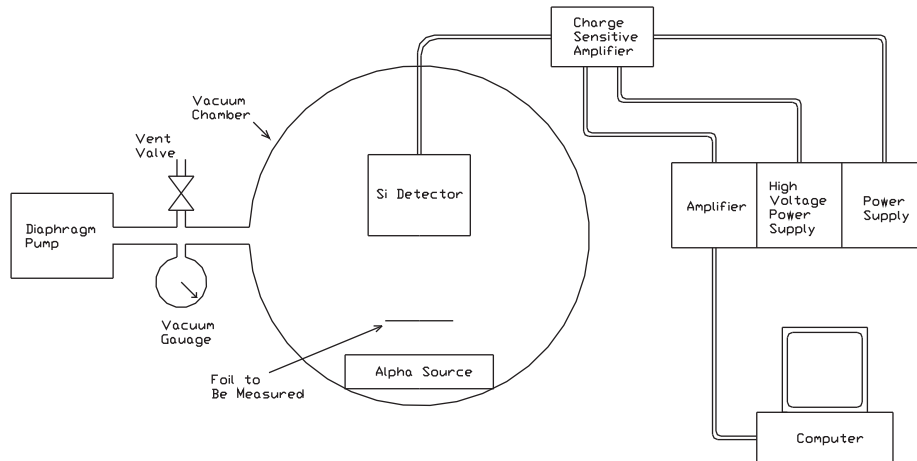 Charge
Sensitive
Amplifier
Vacuum
Chamber
Vent
Valve
Si Detector
Diaphragm
Pump
Amplifier
High
Voltage
Power
Supply
Power
Supply
Vacuum
Gauage
Foil to
Be Measured
Alpha Source
Computer